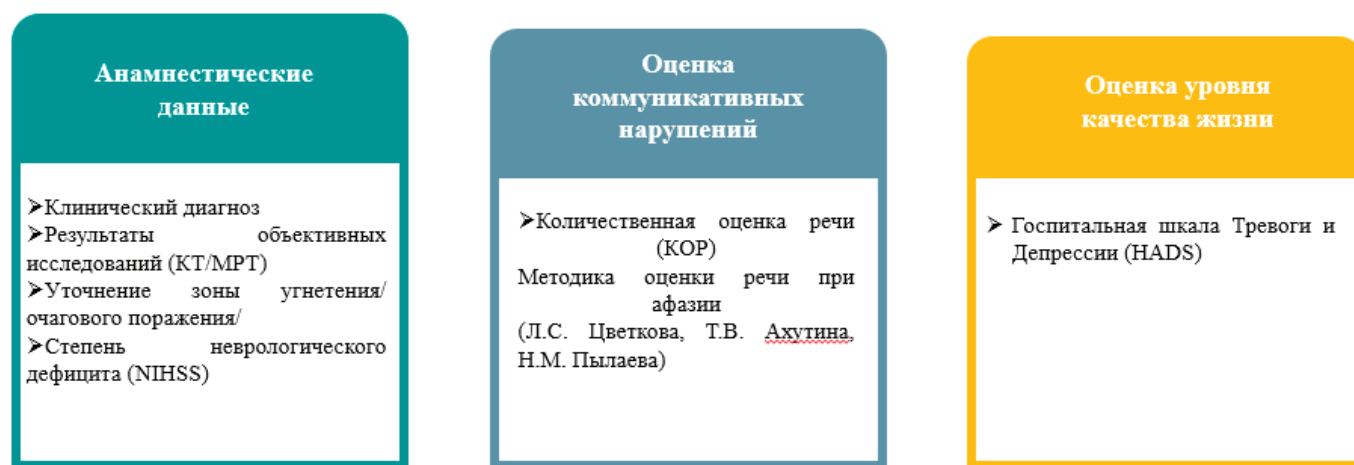 Анамнестические
данные
➤Клинический диагноз
➤Результаты объективных
исследований (КТ/МРТ)
➤Уточнение зоны угнетения/
очагового поражения/
➤Степень неврологического
дефицита (NIHSS)
Оценка
коммуникативных
нарушений
➤Количественная оценка речи
(КОР)
Методика оценки речи при
афазии
(Л.С. Цветкова, Т.В. Ахутина,
Н.М. Пылаева)
Оценка уровня
качества жизни
➤ Госпитальная шкала Тревоги и
Депрессии (HADS)